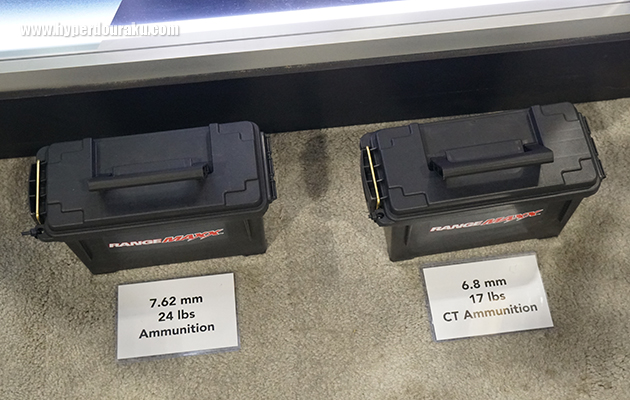 www.hyperdouraku.com
RANGEMAXX
RANGEMAXX
7.62 mm
24 lbs
Ammunition
6.8 mm
17 lbs
CT Ammunition